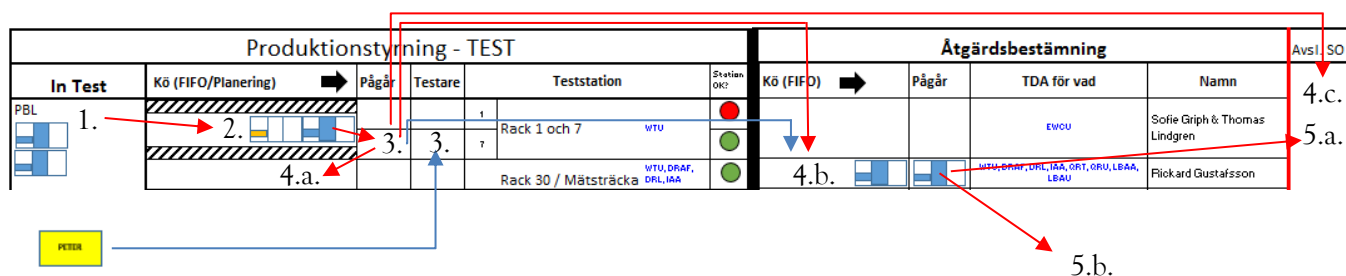 Produktionstyrning - TEST
Åtgärdsbestämning
Avsl. SO
In Test
Kö (FIFO/Planering)
Pågår
Testare
Teststation
Station OK?
Kö (FIFO)
Pågår
TDA för vad
Namn
PBL
1.
2.
3.
3.
1
7
Rack 1 och 7
WTU
EWCU
Sofie Griph & Thomas
Lindgren
4.c.
5.a.
4.a.
Rack 30 / Mätsträcka
WTU, DRAF,
DRL, IAA
4.b.
WTU, DRAF, DRL, IAA, QRT, QRU, LBAA,
LBAU
Rickard Gustafsson
PETER
5.b.